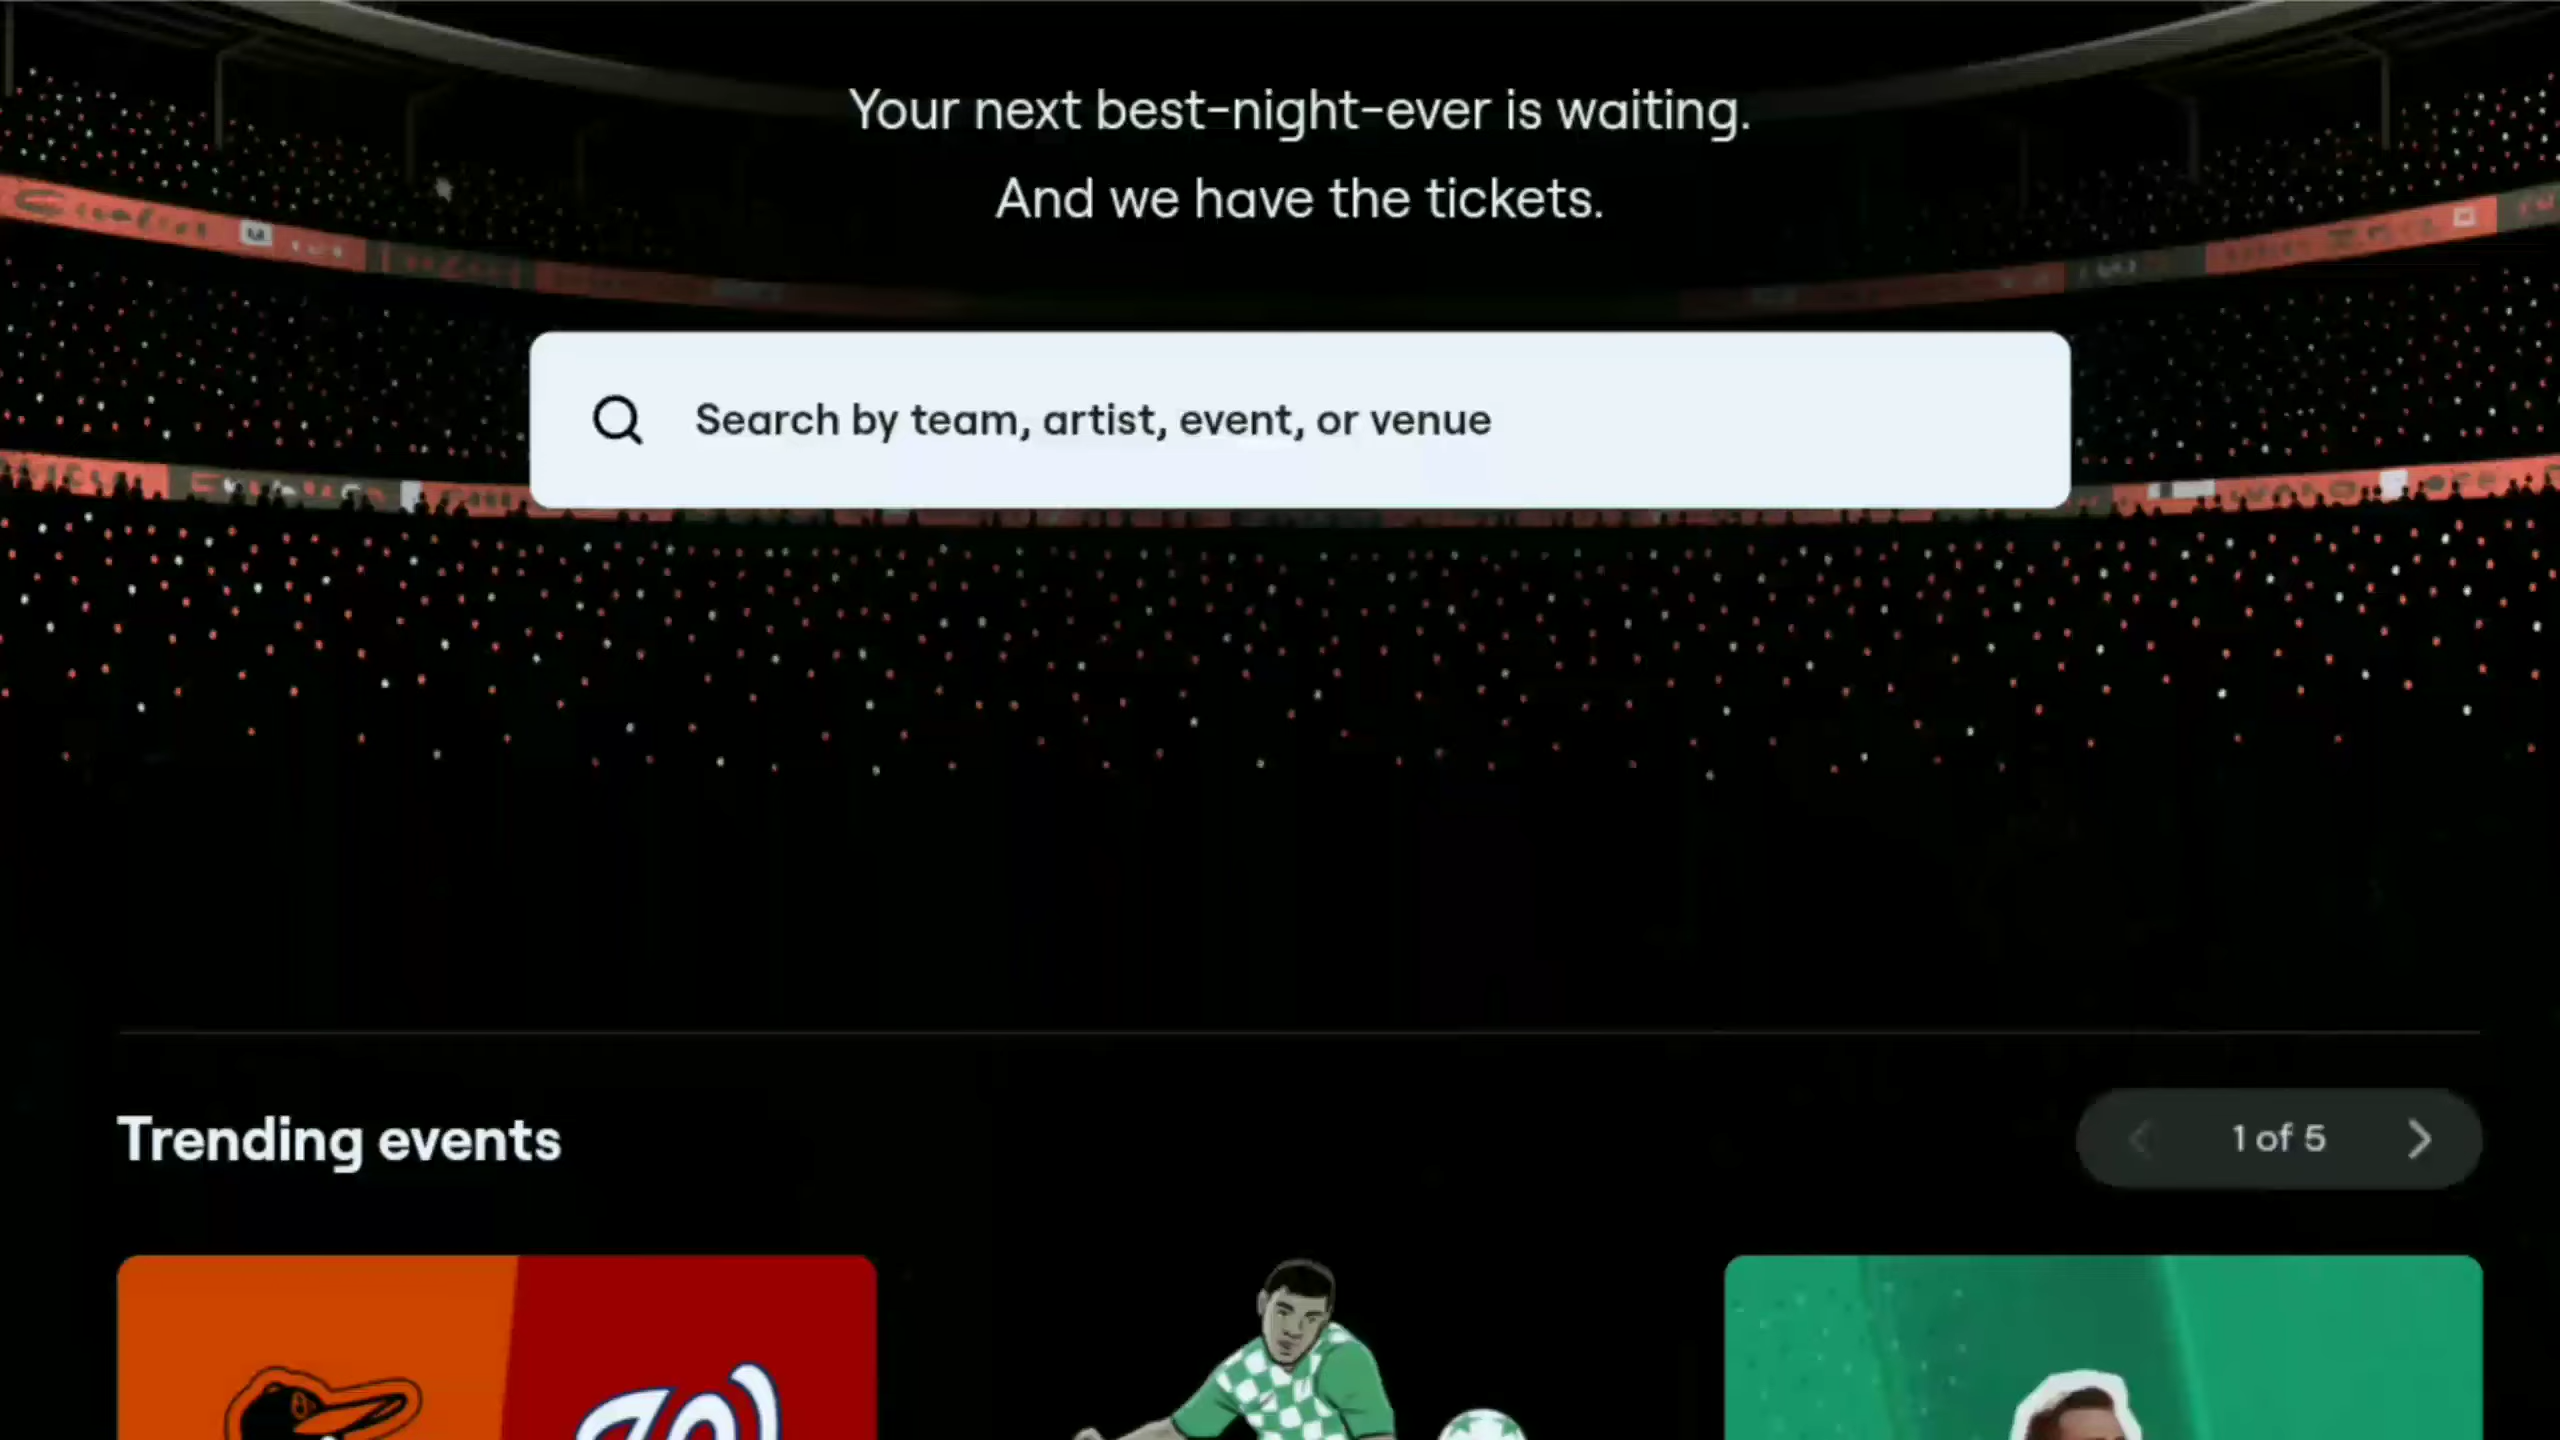 Your next best-night-ever is waiting.
And we have the tickets.
Search by team, artist, event, or venue
Trending events
1 of 5